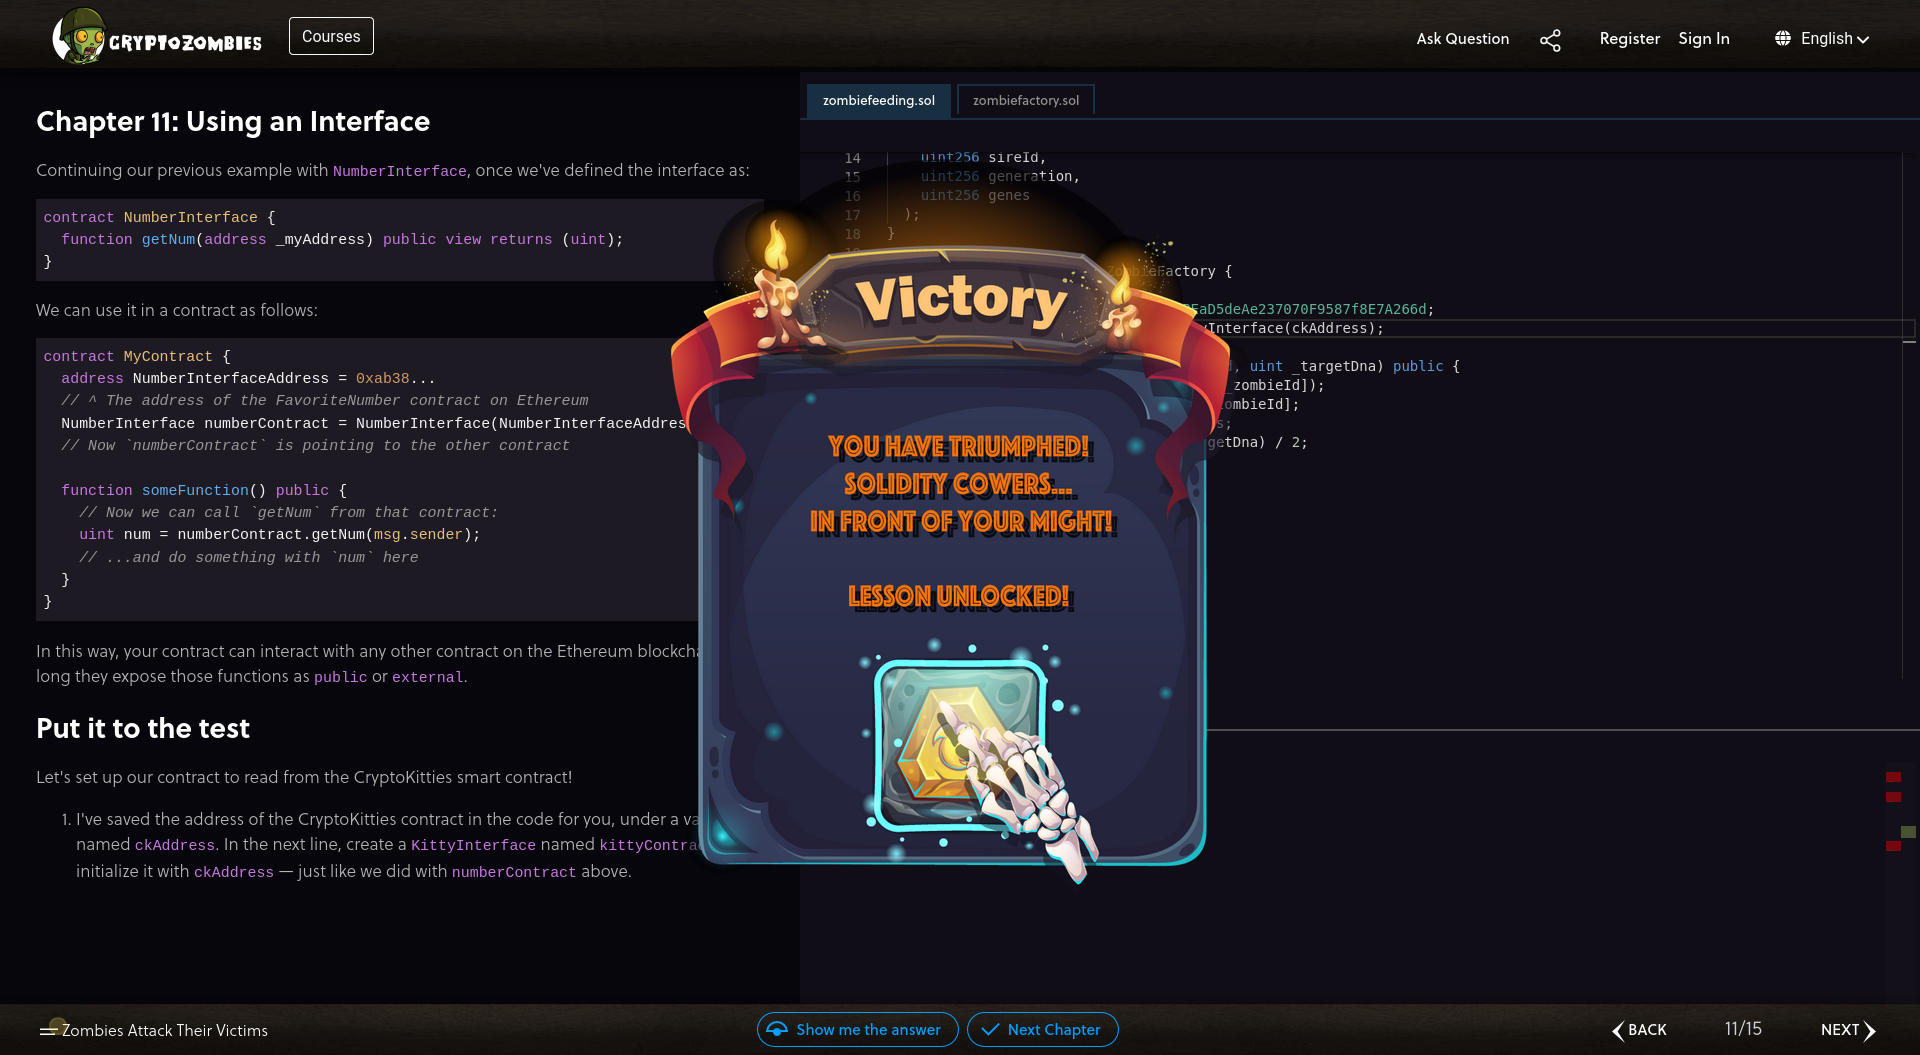 CRYPTOZOMBIES
Courses
Ask Question
Register
Sign In
English
Chapter 11: Using an Interface
Continuing our previous example with NumberInterface, once we've defined the interface as:
contract NumberInterface {
function getNum(address _myAddress) public view returns (uint);
}
We can use it in a contract as follows:
contract MyContract {
address NumberInterfaceAddress = 0xab38...
// ^ The address of the FavoriteNumber contract on Ethereum
NumberInterface numberContract = NumberInterface(NumberInterfaceAddres
// Now `numberContract` is pointing to the other contract
function someFunction() public {
// Now we can call `getNum` from that contract:
uint num = numberContract.getNum(msg.sender);
// ...and do something with `num` here
}
}
In this way, your contract can interact with any other contract on the Ethereum blockcha
long they expose those functions as public or external.
Put it to the test
Let's set up our contract to read from the CryptoKitties smart contract!
1. I've saved the address of the CryptoKitties contract in the code for you, under a va
named ckAddress. In the next line, create a KittyInterface named kittyContra
initialize it with ckAddress — just like we did with numberContract above.
zombiefeeding.sol
zombiefactory.sol
14 uint256 sireId,
15 uint256 generation,
16 uint256 genes
17 );
18 }
ZombieFactory {
aD5deAe237070F9587f8E7A266d;
Interface(ckAddress);
, uint _targetDna) public {
_zombieId]);
ombieId];
s;
getDna) / 2;
Victory
YOU HAVE TRIUMPHED!
SOLIDITY COWERS...
IN FRONT OF YOUR MIGHT!
LESSON UNLOCKED!
Zombies Attack Their Victims
Show me the answer
Next Chapter
BACK
11/15
NEXT